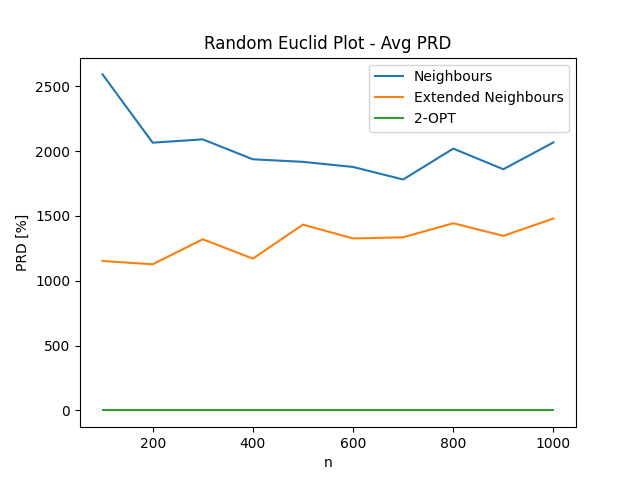 Random Euclid Plot - Avg PRD
Neighbours
Extended Neighbours
2-OPT
PRD [%]
2500
2000
1500
1000
500
0
200
400
600
800
1000
n